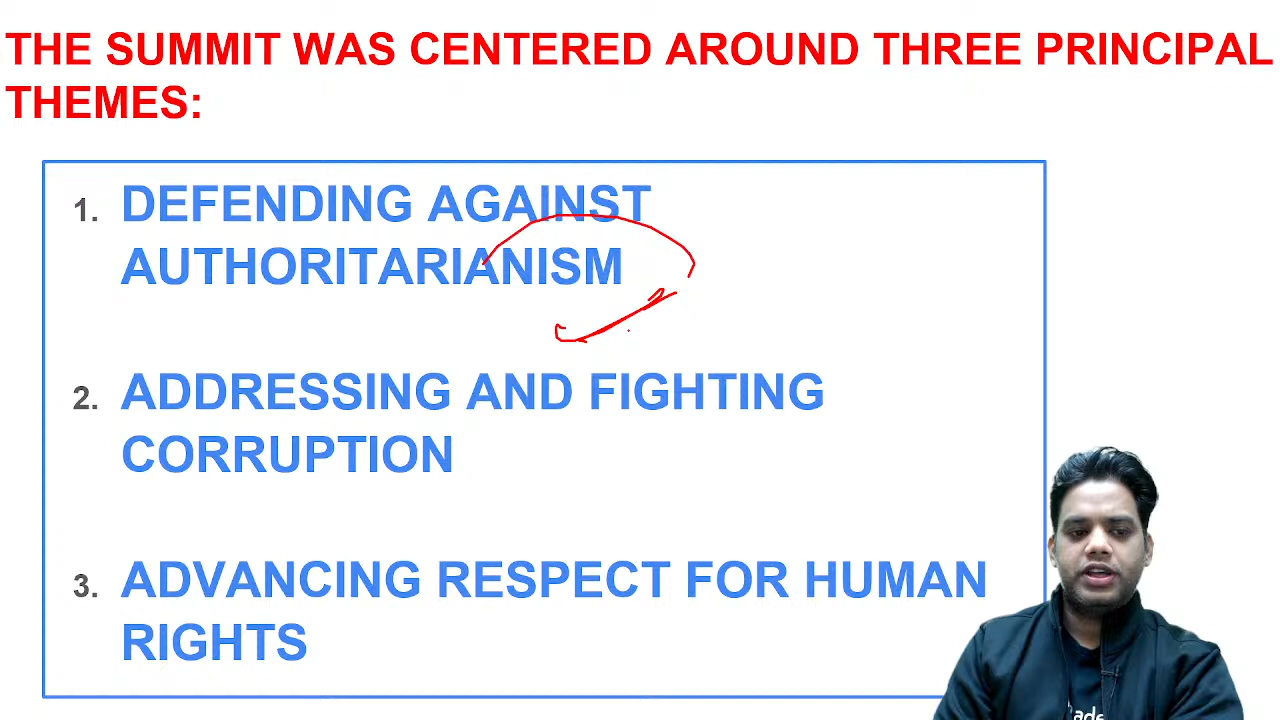 THE SUMMIT WAS CENTERED AROUND THREE PRINCIPAL
THEMES:
1. DEFENDING AGAINST
AUTHORITARIANISM
2. ADDRESSING AND FIGHTING
CORRUPTION
3. ADVANCING RESPECT FOR HUMAN
RIGHTS